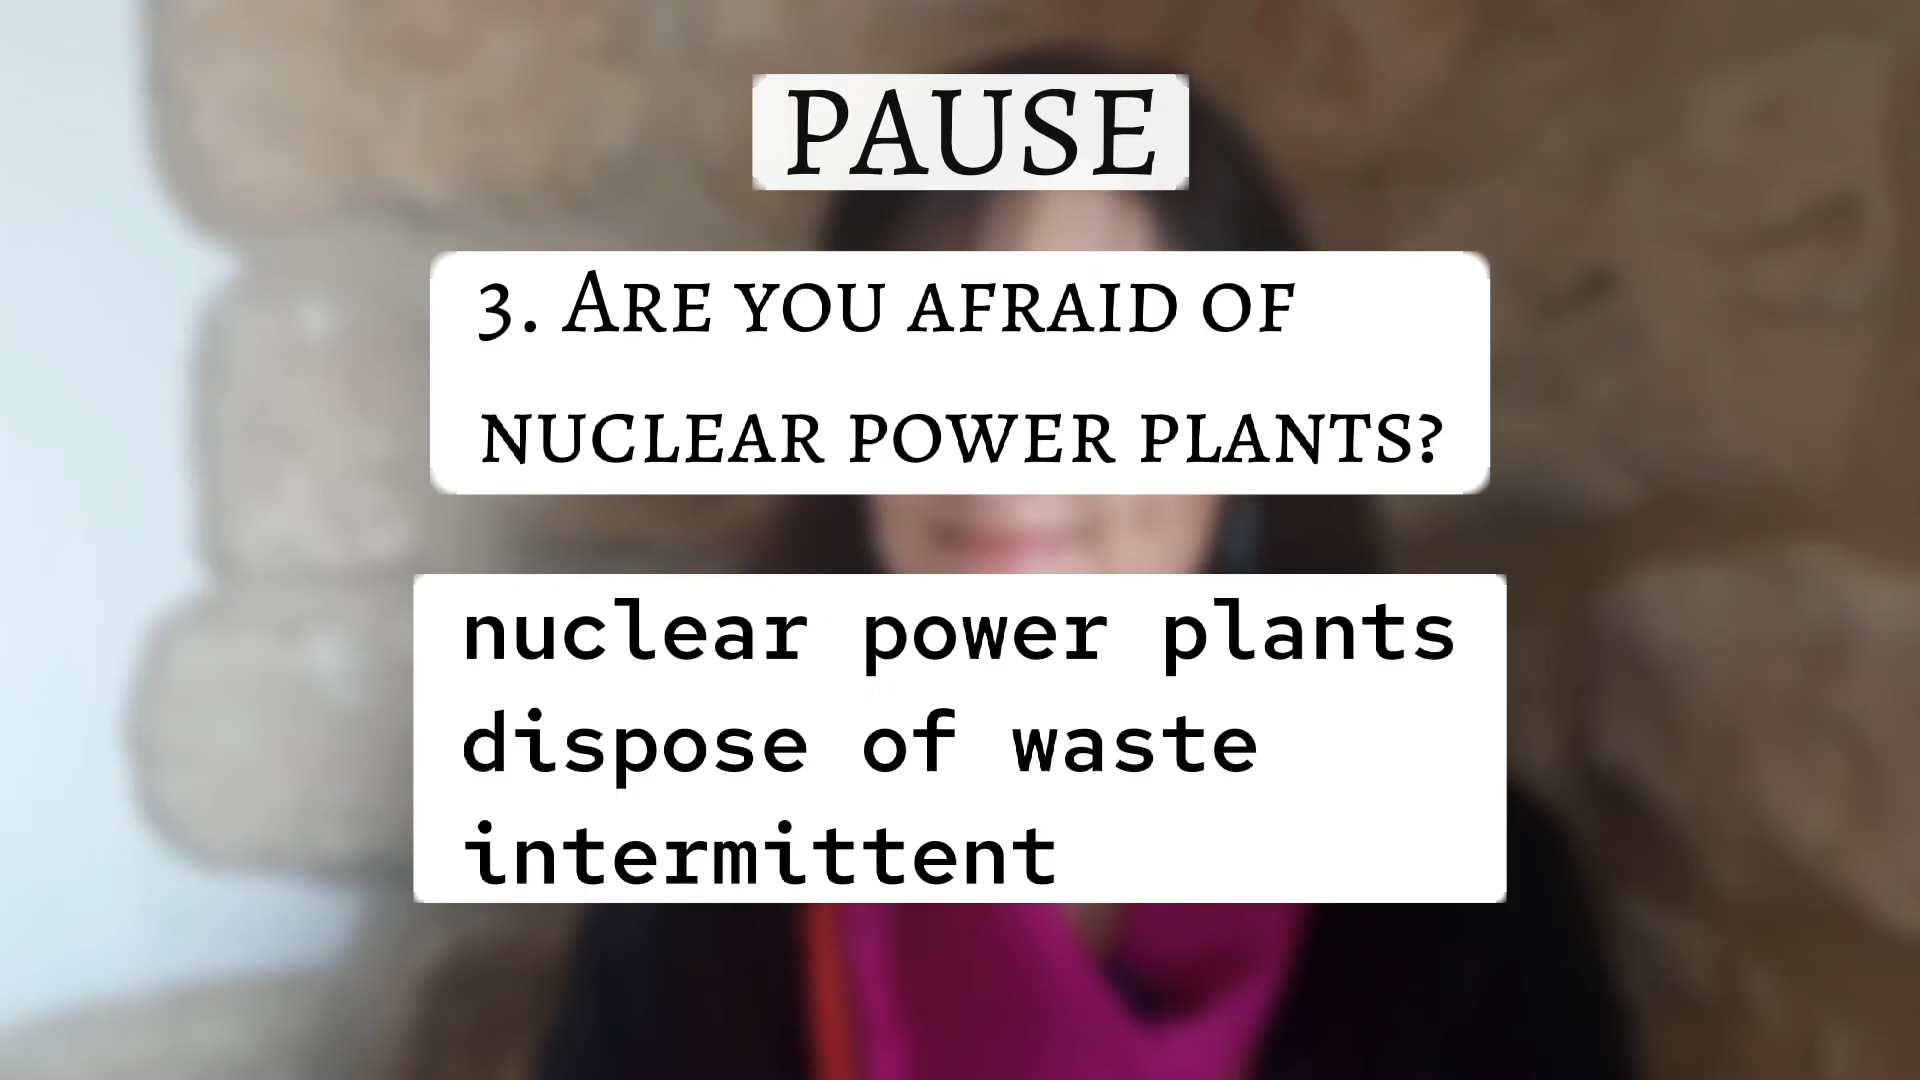 PAUSE
3. Are you afraid of
nuclear power plants?
nuclear power plants
dispose of waste
intermittent